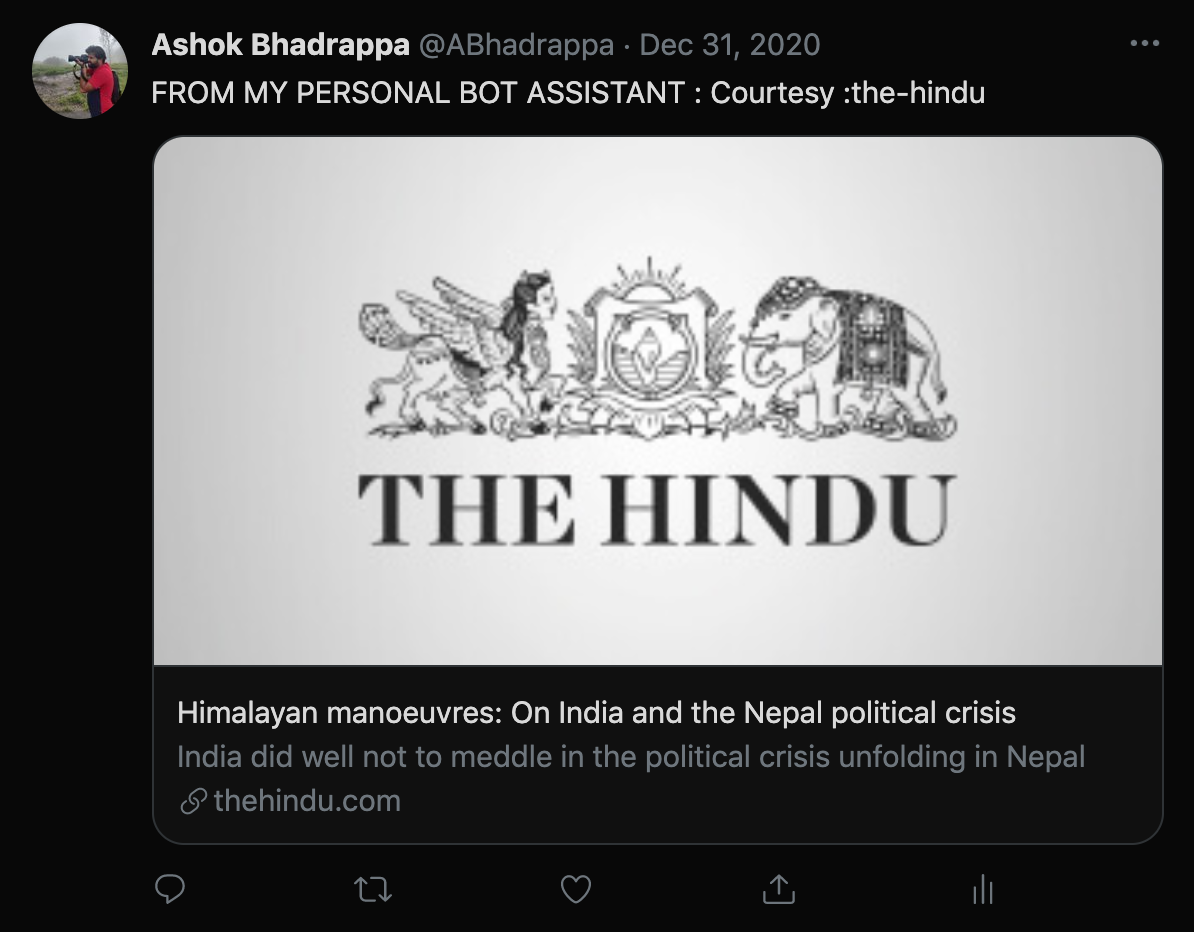 Ashok Bhadrappa @ABhadrappa · Dec 31, 2020
FROM MY PERSONAL BOT ASSISTANT : Courtesy :the-hindu
THE HINDU
Himalayan manoeuvres: On India and the Nepal political crisis
India did well not to meddle in the political crisis unfolding in Nepal
thehindu.com